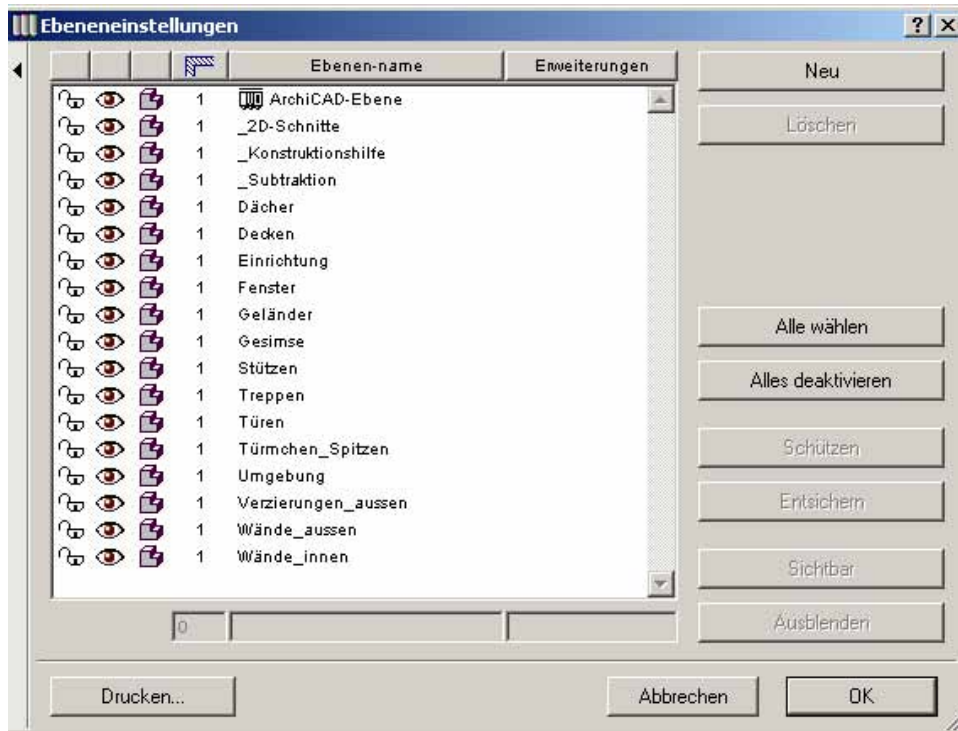 Ebeneneinstellungen
Ebenen-name Erweiterungen
1 ArchiCAD-Ebene
1 _2D-Schnitte
1 _Konstruktionshilfe
1 _Subtraktion
1 Dächer
1 Decken
1 Einrichtung
1 Fenster
1 Geländer
1 Gesimse
1 Stützen
1 Treppen
1 Türen
1 Türmchen_Spitzen
1 Umgebung
1 Verzierungen_aussen
1 Wände_aussen
1 Wände_innen
0
Neu
Löschen
Alle wählen
Alles deaktivieren
Schützen
Entsichern
Sichtbar
Ausblenden
Drucken... Abbrechen OK